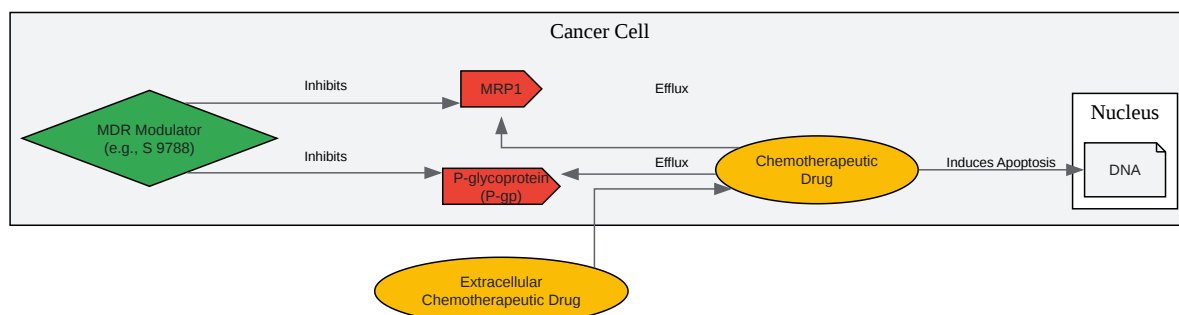 Cancer Cell
Inhibits
MRP1
Efflux
MDR Modulator
(e.g., S 9788)
Inhibits
P-glycoprotein
(P-gp)
Efflux
Chemotherapeutic
Drug
Induces Apoptosis
Nucleus
DNA
Extracellular
Chemotherapeutic Drug